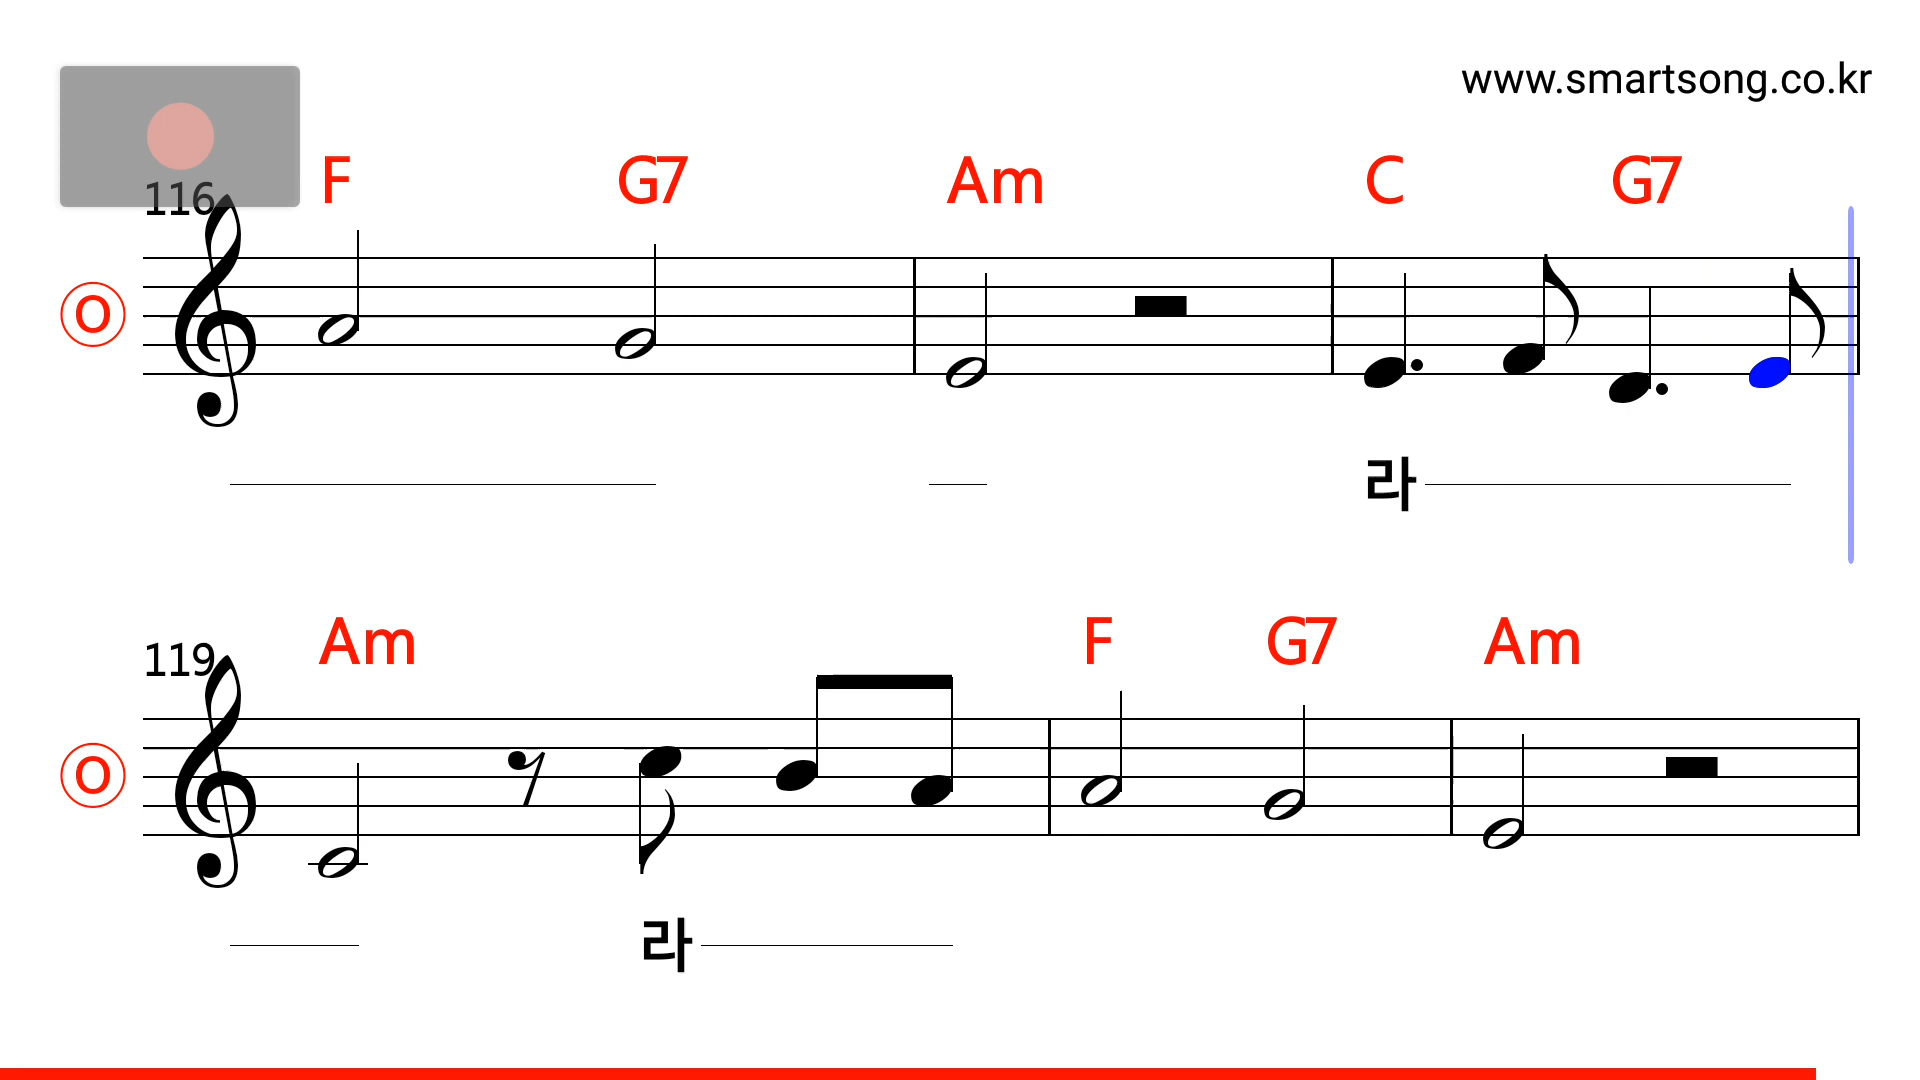 www.smartsong.co.kr
116 F G7 Am C G7
O
라
119 Am F G7 Am
O
라